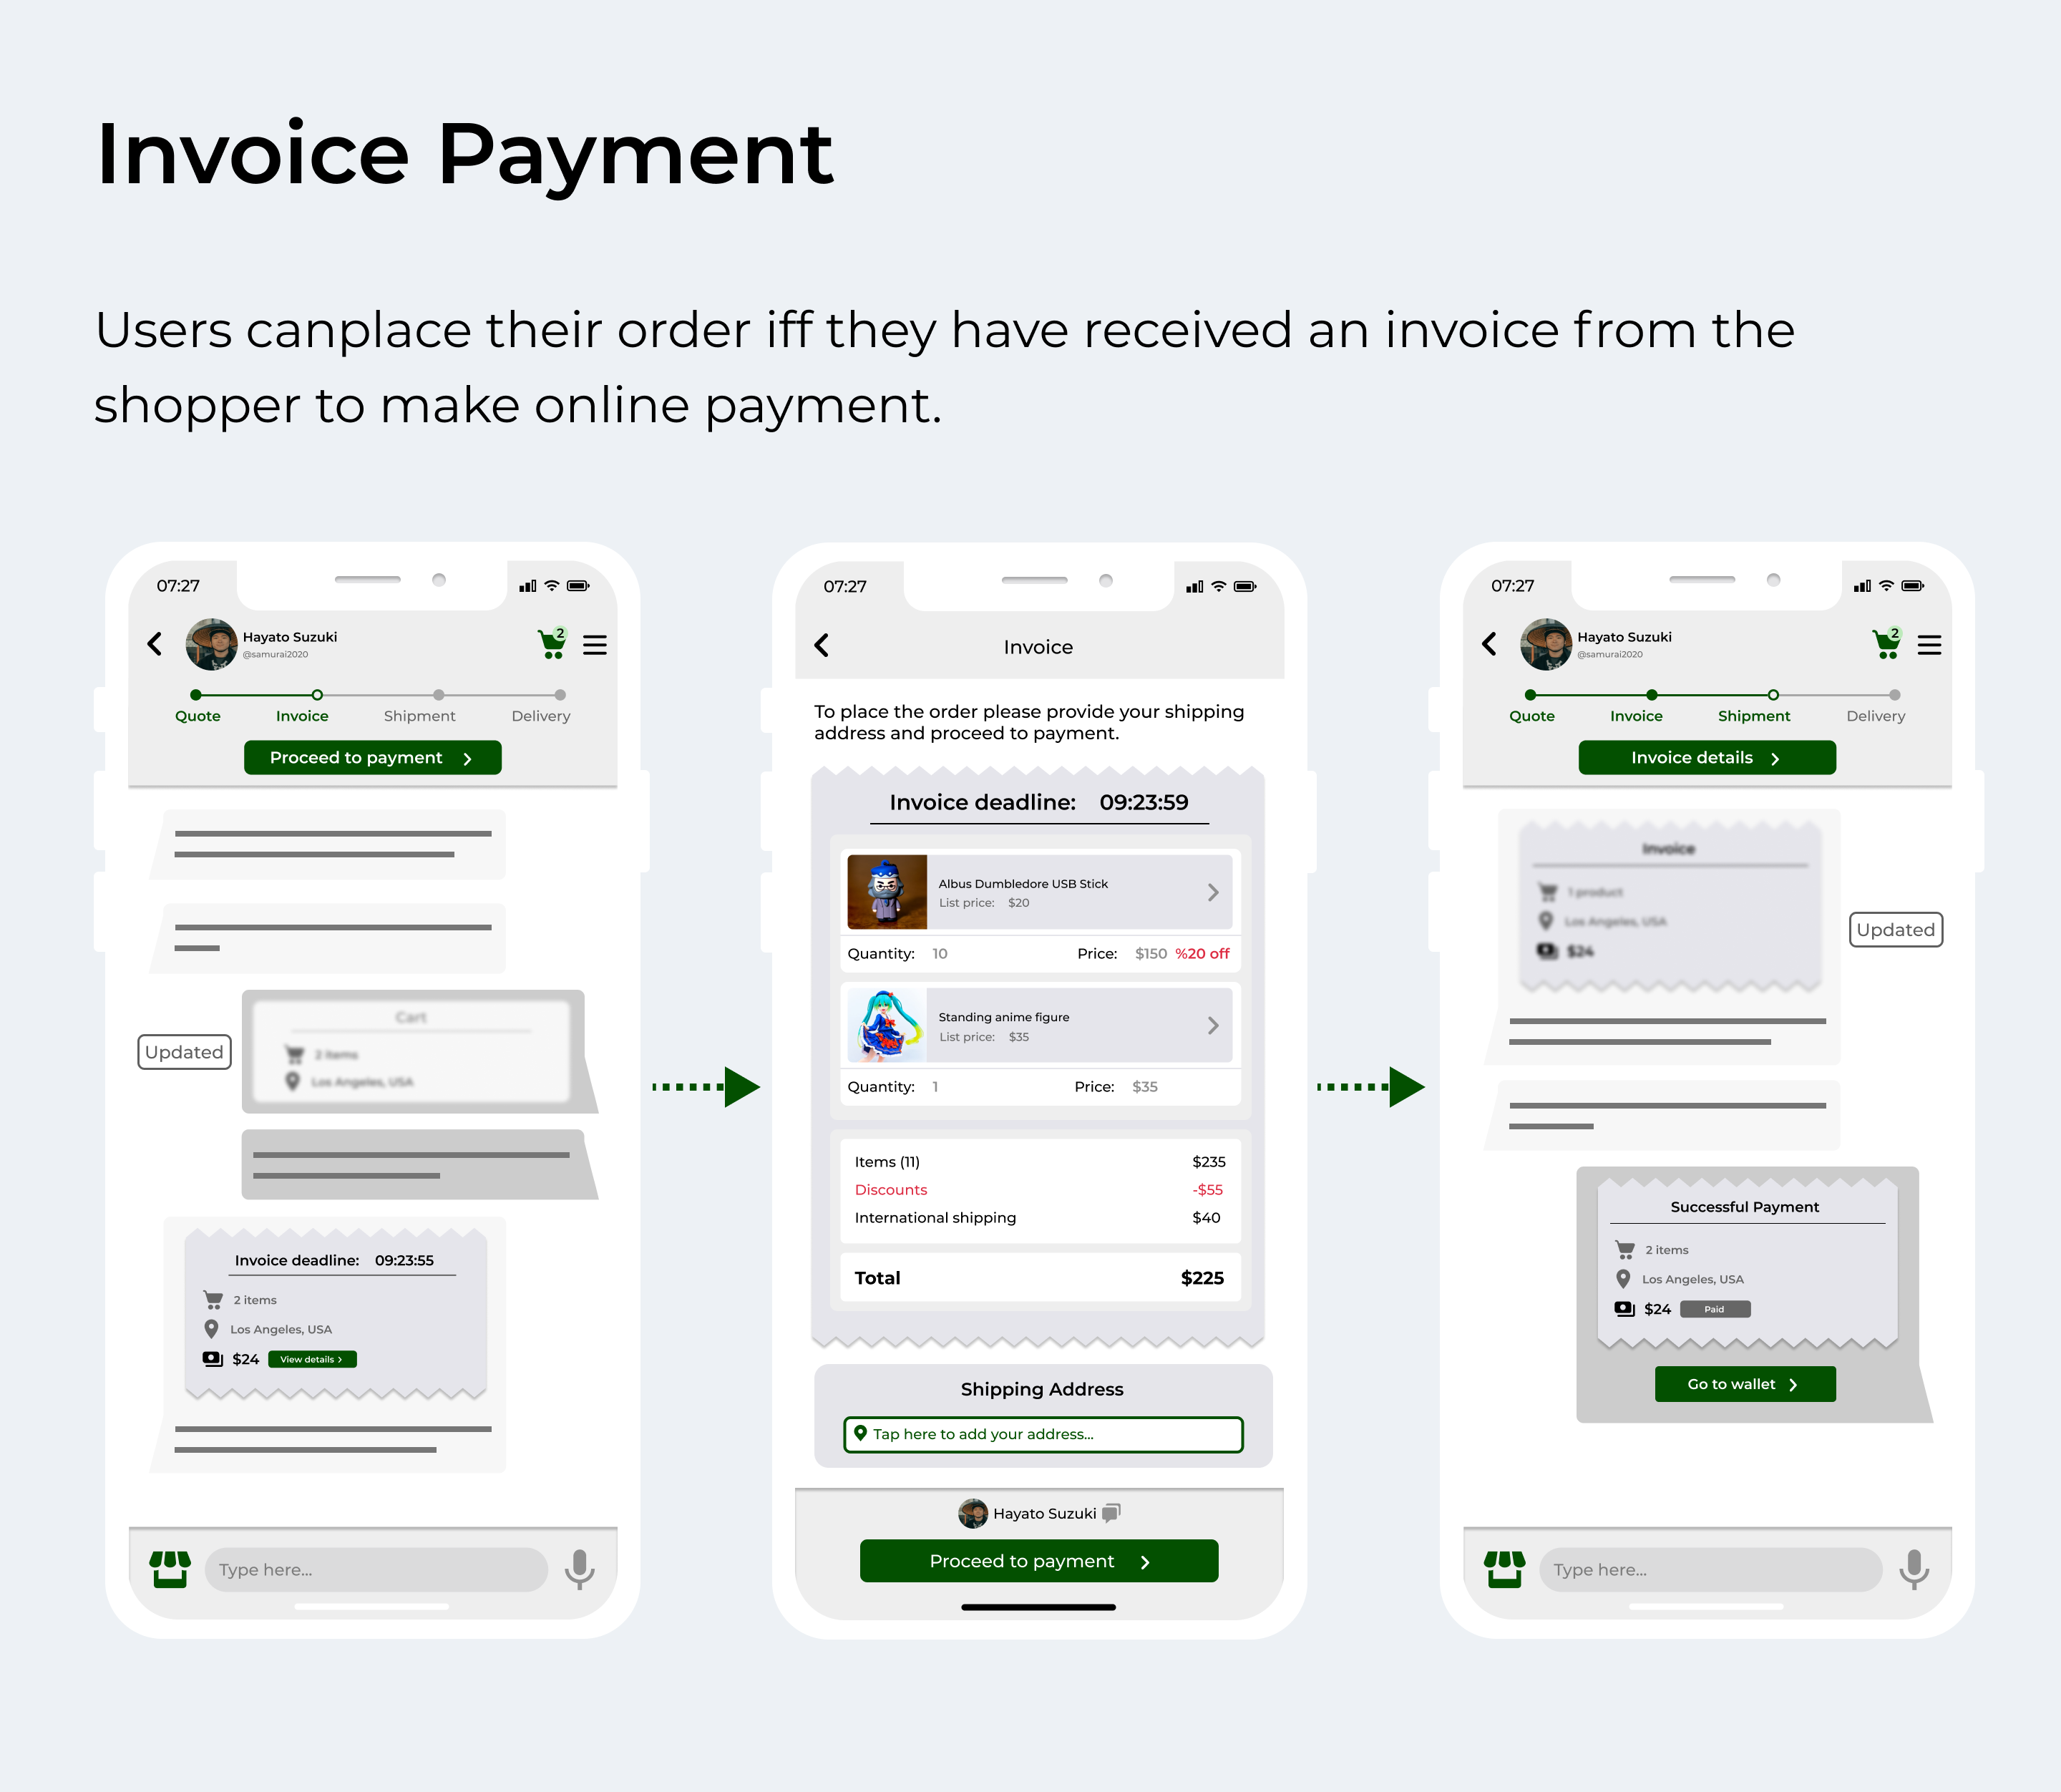 Invoice Payment
Users canplace their order iff they have received an invoice from the
shopper to make online payment.
07:27
Hayato Suzuki
@samurai2020
2
Quote Invoice Shipment Delivery
Proceed to payment
Cart
2 items
Los Angeles, USA
Updated
Invoice deadline: 09:23:55
2 items
Los Angeles, USA
$24 View details
Type here...
07:27
Invoice
To place the order please provide your shipping
address and proceed to payment.
Invoice deadline: 09:23:59
Albus Dumbledore USB Stick
List price: $20
Quantity: 10 Price: $150 %20 off
Standing anime figure
List price: $35
Quantity: 1 Price: $35
Items (11) $235
Discounts -$55
International shipping $40
Total $225
Shipping Address
Tap here to add your address...
Hayato Suzuki
Proceed to payment
07:27
Hayato Suzuki
@samurai2020
2
Quote Invoice Shipment Delivery
Invoice details
Invoice
1 product
Los Angeles, USA
$24
Updated
Successful Payment
2 items
Los Angeles, USA
$24 Paid
Go to wallet
Type here...